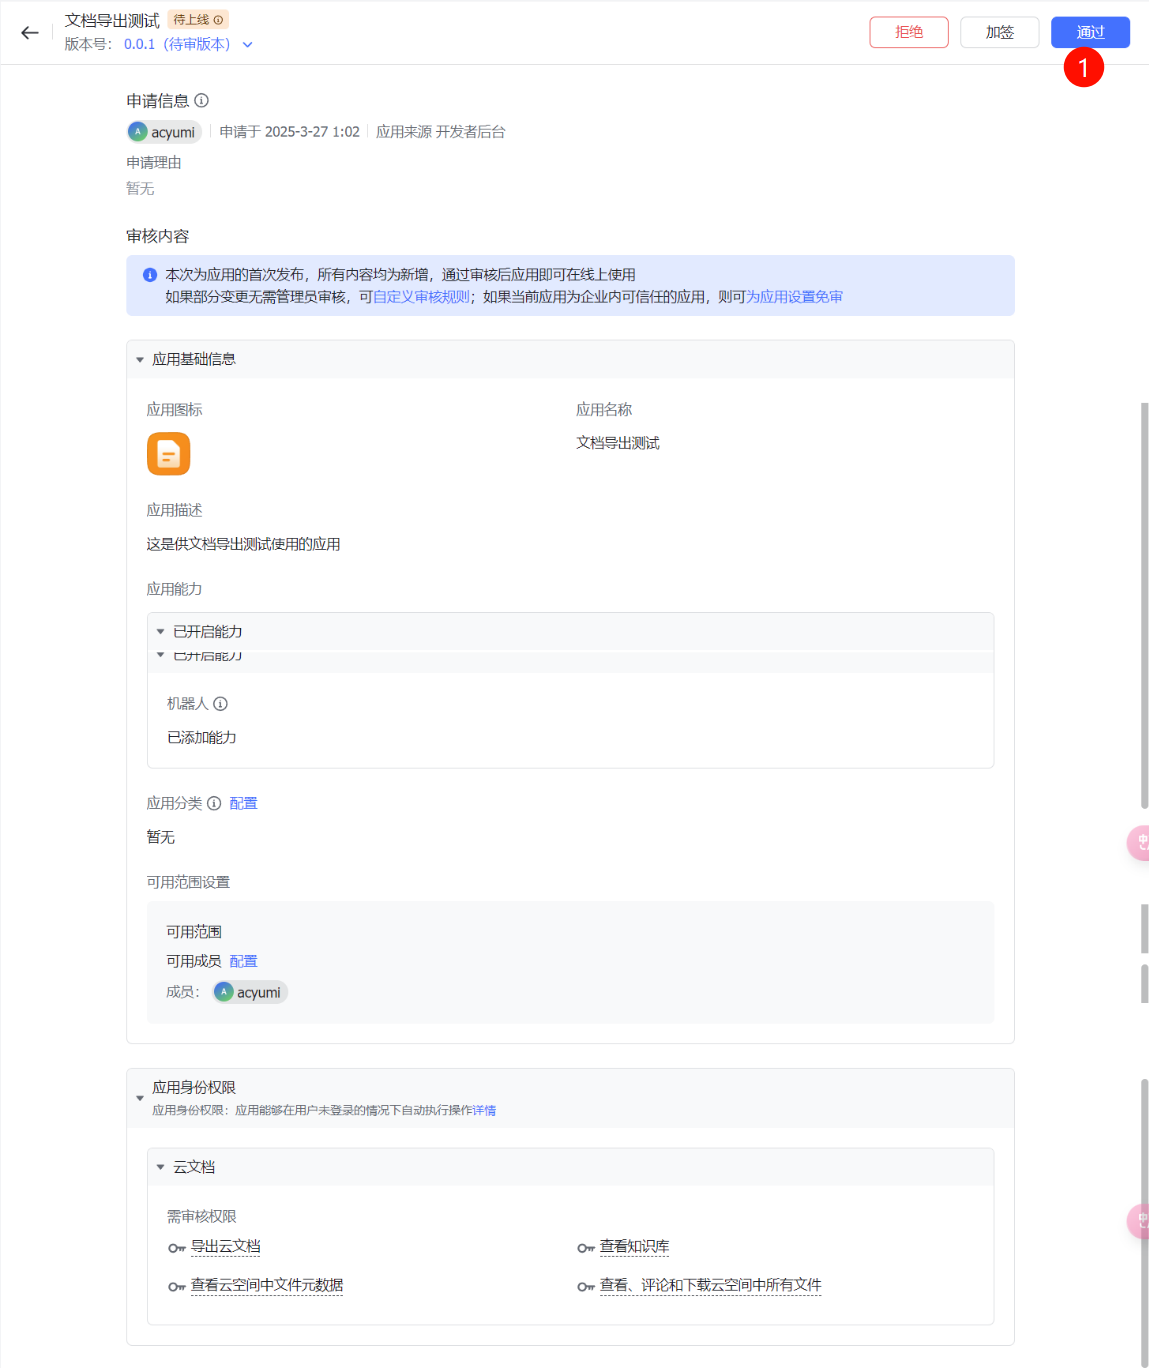 文档导出测试 待上线
版本号： 0.0.1（待审版本）
拒绝 加签 通过
1
申请信息
A acyumi 申请于 2025-3-27 1:02 应用来源 开发者后台
申请理由
暂无
审核内容
本次为应用的首次发布，所有内容均为新增，通过审核后应用即可在线上使用
如果部分变更无需管理员审核，可自定义审核规则；如果当前应用为企业内可信任的应用，则可为应用设置免审
应用基础信息
应用图标 应用名称
文档导出测试
应用描述
这是供文档导出测试使用的应用
应用能力
已开启能力
已开启能力
机器人
已添加能力
应用分类 配置
暂无
可用范围设置
可用范围
可用成员 配置
成员： A acyumi
应用身份权限
应用身份权限：应用能够在用户未登录的情况下自动执行操作详情
云文档
需审核权限
导出云文档 查看知识库
查看云空间中文件元数据 查看、评论和下载云空间中所有文件